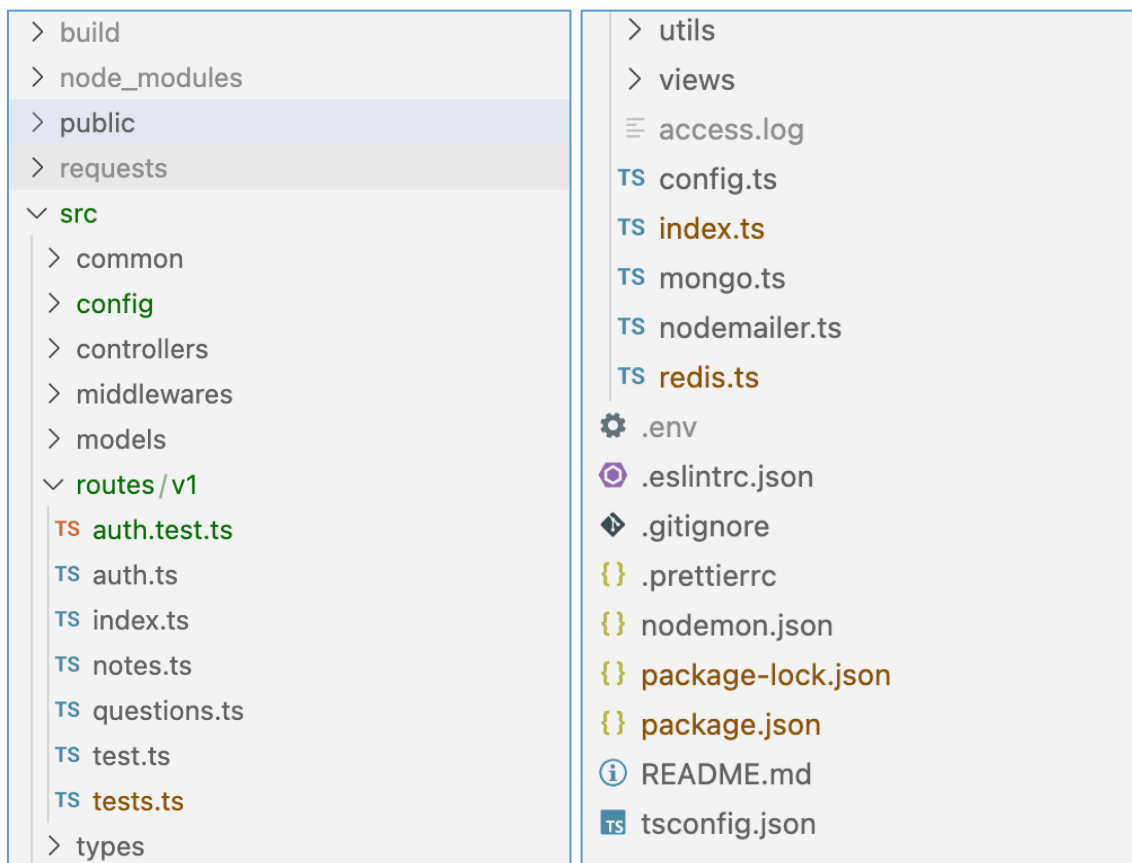 build
node_modules
public
requests
src
common
config
controllers
middlewares
models
routes/v1
TS auth.test.ts
TS auth.ts
TS index.ts
TS notes.ts
TS questions.ts
TS test.ts
TS tests.ts
types
utils
views
access.log
TS config.ts
TS index.ts
TS mongo.ts
TS nodemailer.ts
TS redis.ts
.env
.eslintrc.json
.gitignore
{} .prettierrc
{} nodemon.json
{} package-lock.json
{} package.json
README.md
TS tsconfig.json